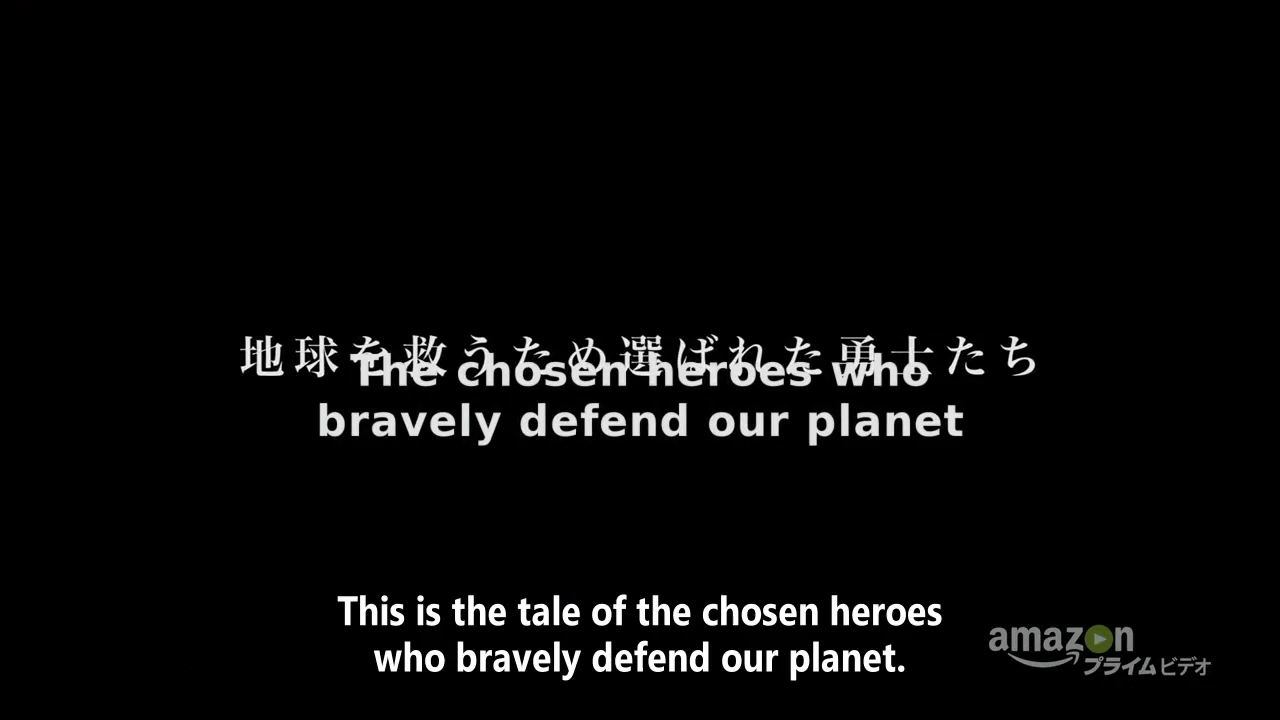 地球を救うため選ばれた勇士たち
The chosen heroes who
bravely defend our planet
This is the tale of the chosen heroes
who bravely defend our planet.
amazon
プライムビデオ